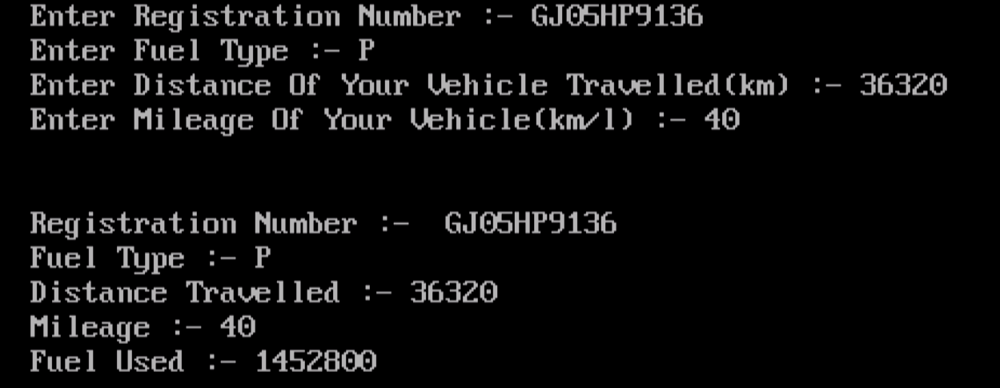 Enter Registration Number :- GJ05HP9136
Enter Fuel Type :- P
Enter Distance Of Your Vehicle Travelled(km) :- 36320
Enter Mileage Of Your Vehicle(km/l) :- 40
Registration Number :-  GJ05HP9136
Fuel Type :- P
Distance Travelled :- 36320
Mileage :- 40
Fuel Used :- 1452800